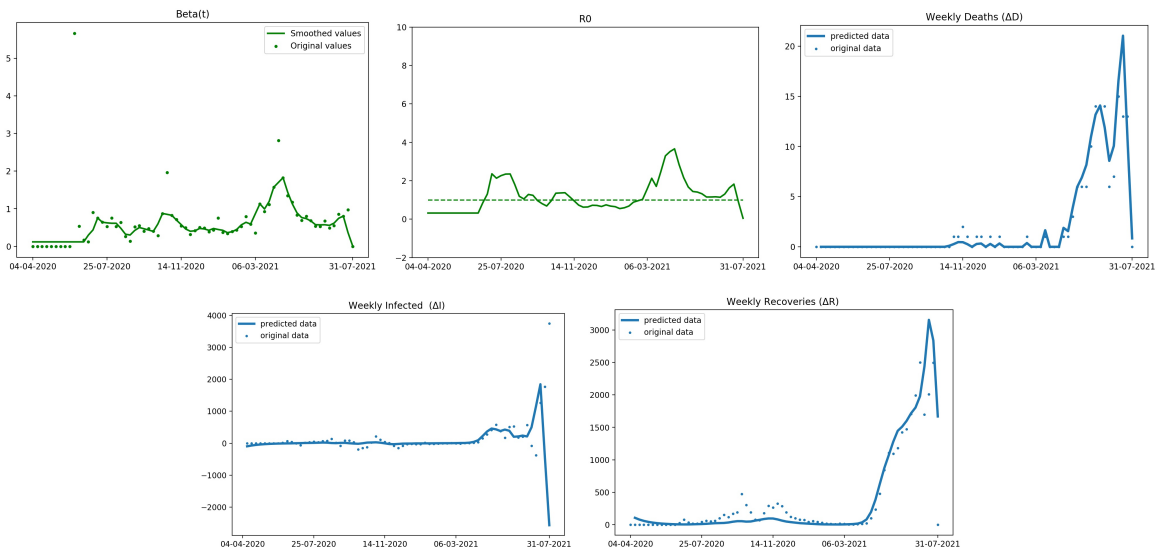 Beta(t)
Smoothed values
Original values
5
4
3
2
1
0
04-04-2020 25-07-2020 14-11-2020 06-03-2021 31-07-2021
R0
10
8
6
4
2
0
−2
04-04-2020 25-07-2020 14-11-2020 06-03-2021 31-07-2021
Weekly Deaths (ΔD)
predicted data
original data
20
15
10
5
0
04-04-2020 25-07-2020 14-11-2020 06-03-2021 31-07-2021
Weekly Infected (ΔI)
predicted data
original data
4000
3000
2000
1000
0
−1000
−2000
04-04-2020 25-07-2020 14-11-2020 06-03-2021 31-07-2021
Weekly Recoveries (ΔR)
predicted data
original data
3000
2500
2000
1500
1000
500
0
04-04-2020 25-07-2020 14-11-2020 06-03-2021 31-07-2021